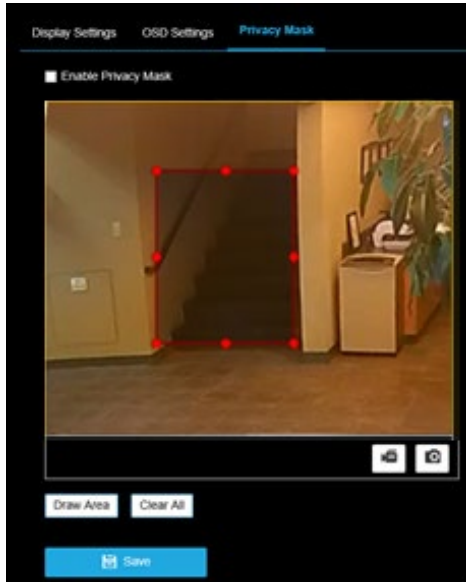 Display Settings OSD Settings Privacy Mask
Enable Privacy Mask
Draw Area Clear All
Save